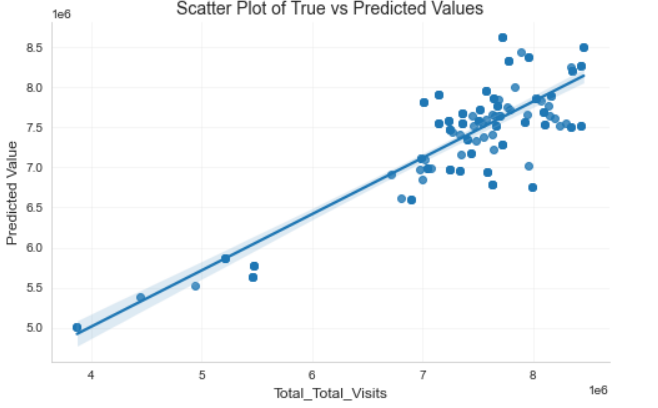 Scatter Plot of True vs Predicted Values
1e6
8.5
8.0
7.5
7.0
6.5
6.0
5.5
5.0
Predicted Value
4 5 6 7 8
1e6
Total_Total_Visits